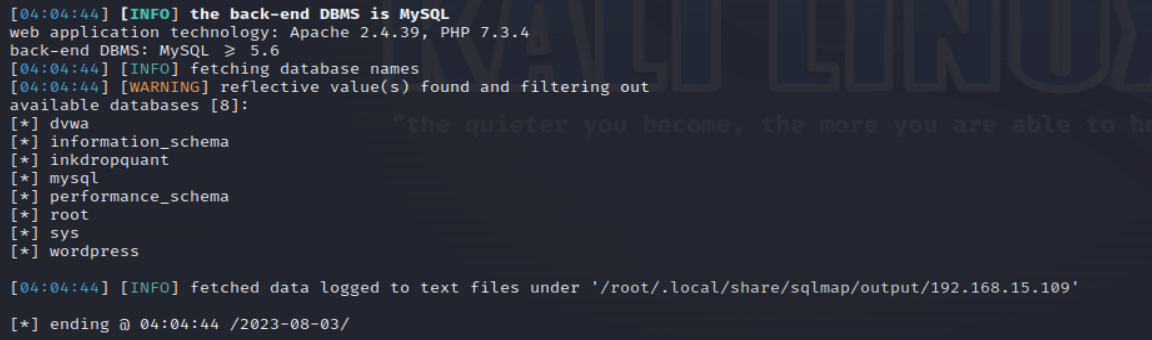 [04:04:44] [INFO] the back-end DBMS is MySQL
web application technology: Apache 2.4.39, PHP 7.3.4
back-end DBMS: MySQL ≥ 5.6
[04:04:44] [INFO] fetching database names
[04:04:44] [WARNING] reflective value(s) found and filtering out
available databases [8]:
[*] dvwa
[*] information_schema
[*] inkdropquant
[*] mysql
[*] performance_schema
[*] root
[*] sys
[*] wordpress
[04:04:44] [INFO] fetched data logged to text files under '/root/.local/share/sqlmap/output/192.168.15.109'
[*] ending @ 04:04:44 /2023-08-03/
KALI LINUX
"the quieter you become, the more you are able to he